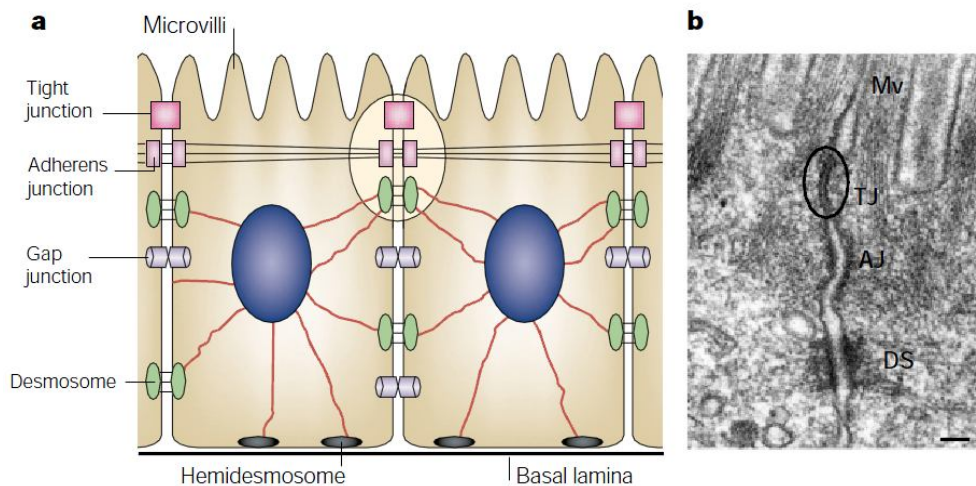 a
Microvilli
Tight
junction
Adherens
junction
Gap
junction
Desmosome
Hemidesmosome
Basal lamina
b
Mv
TJ
AJ
DS